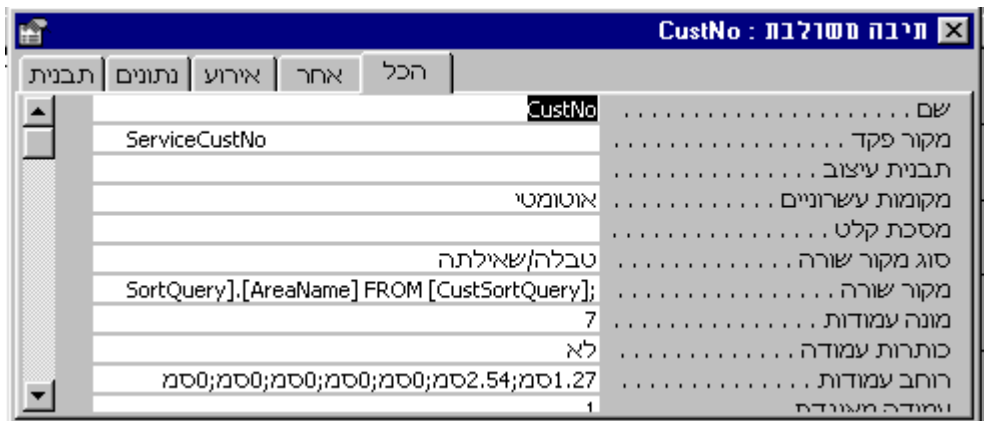 תיבה משולבת : CustNo
הכל אחר אירוע נתונים תבנית
שם . . . . . . . . . . . . . . . . . . . . . . CustNo
מקור פקד . . . . . . . . . . . . . . . . . ServiceCustNo
תבנית עיצוב . . . . . . . . . . . . . . .
מקומות עשרוניים . . . . . . . . . . . . אוטומטי
מסכת קלט . . . . . . . . . . . . . . . .
סוג מקור שורה . . . . . . . . . . . . . . טבלה/שאילתה
מקור שורה . . . . . . . . . . . . . . . . SortQuery].[AreaName] FROM [CustSortQuery];
מונה עמודות . . . . . . . . . . . . . . . 7
כותרות עמודה . . . . . . . . . . . . . . לא
רוחב עמודות . . . . . . . . . . . . . . 1.27סמ;2.54סמ;0סמ;0סמ;0סמ;0סמ;0סמ
עמודה מאוגדת . . . . . . . . . . . . . 1